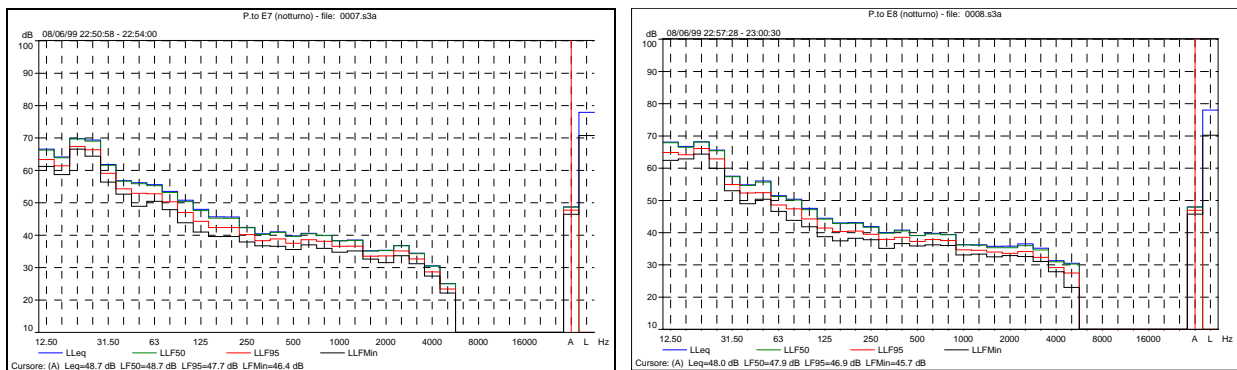 P.to E7 (notturno) - file: 0007.s3a
dB 08/06/99 22:50:58 - 22:54:00
100
90
80
70
60
50
40
30
20
10
12.50 31.50 63 125 250 500 1000 2000 4000 8000 16000 A L Hz
LLeq LLF50 LLF95 LLFMin
Cursore: (A) Leq=48.7 dB LF50=48.7 dB LF95=47.7 dB LFMin=46.4 dB
P.to E8 (notturno) - file: 0008.s3a
dB 08/06/99 22:57:28 - 23:00:30
100
90
80
70
60
50
40
30
20
10
12.50 31.50 63 125 250 500 1000 2000 4000 8000 16000 A L Hz
LLeq LLF50 LLF95 LLFMin
Cursore: (A) Leq=48.0 dB LF50=47.9 dB LF95=46.9 dB LFMin=45.7 dB